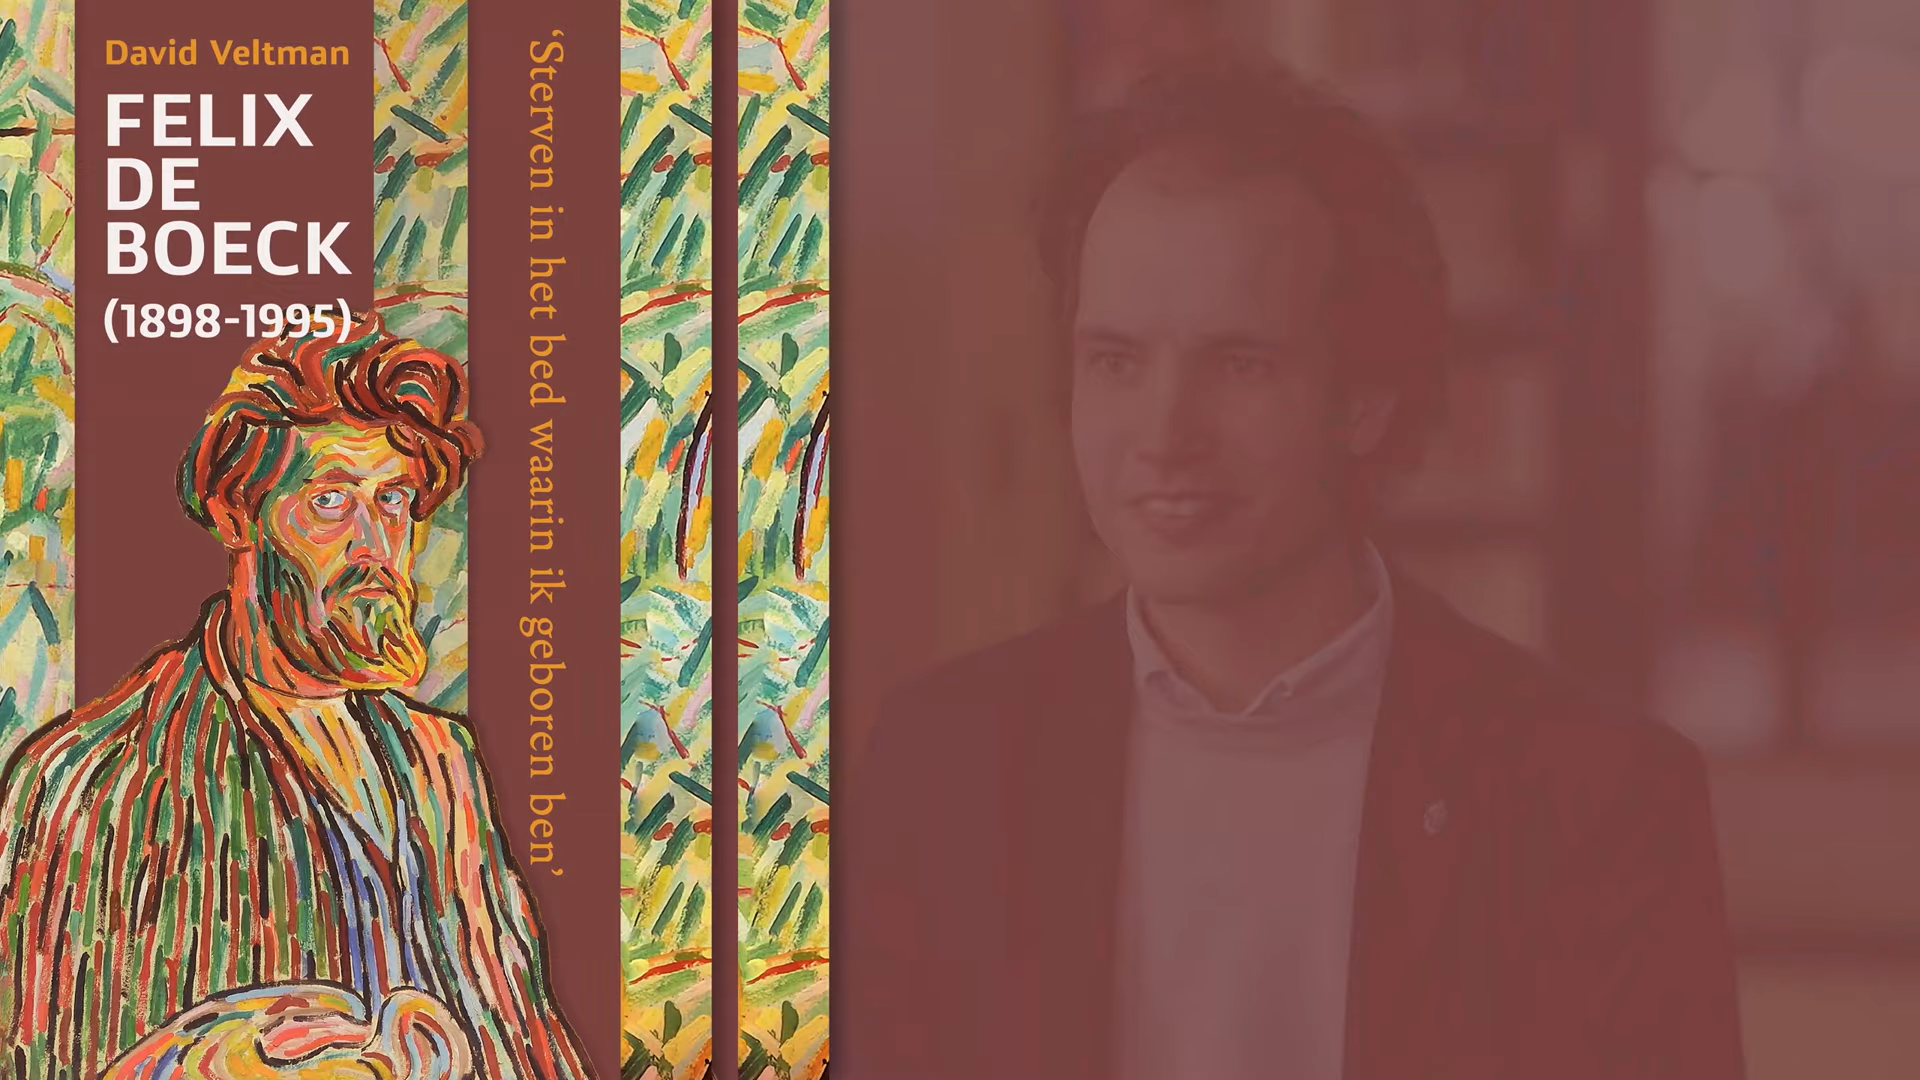 David Veltman
FELIX
DE
BOECK
(1898-1995)
‘Sterven in het bed waarin ik geboren ben’